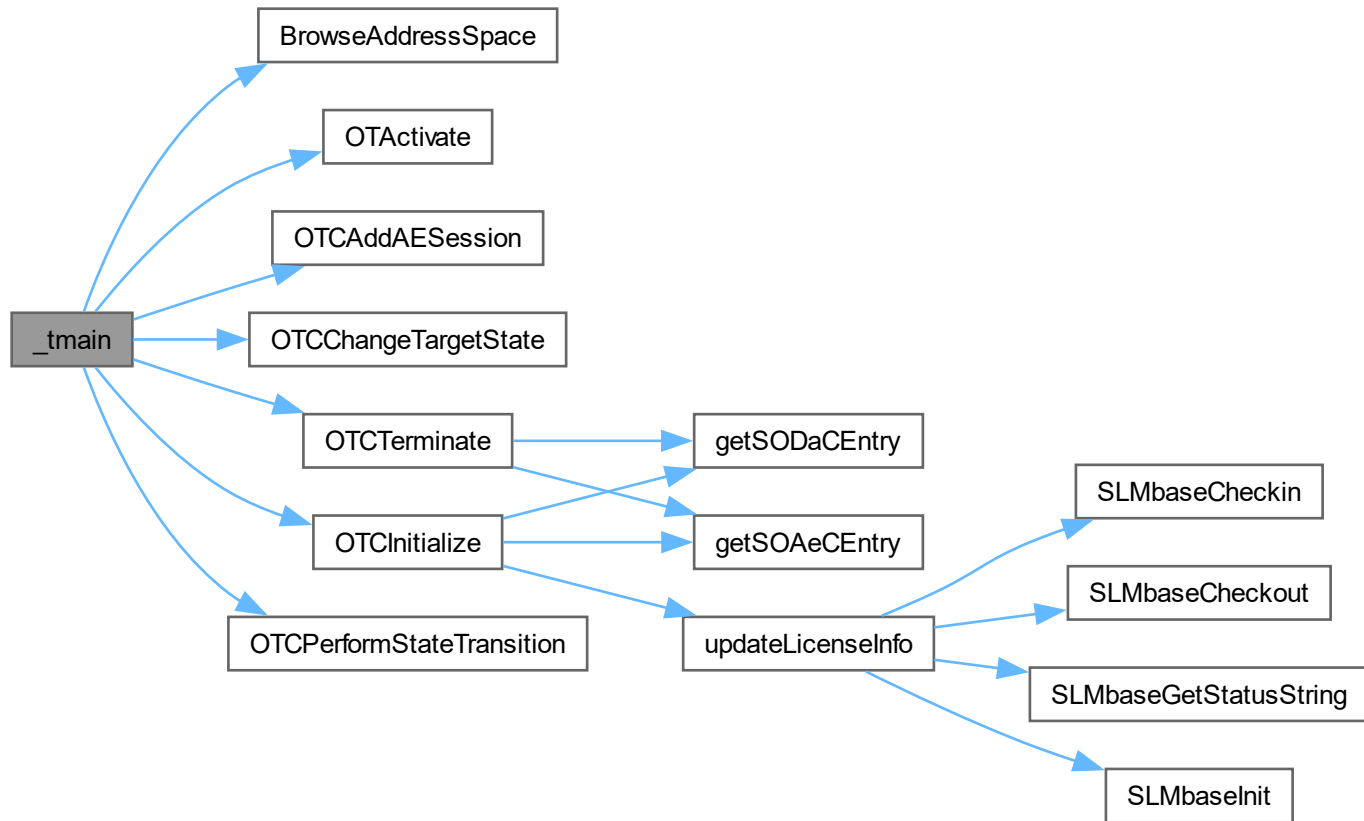 BrowseAddressSpace
OTActivate
OTCAddAESession
_tmain
OTCChangeTargetState
OTCTerminate
getSODaCEntry
SLMbaseCheckin
OTCInitialize
getSOAeCEntry
SLMbaseCheckout
OTCPerformStateTransition
updateLicenseInfo
SLMbaseGetStatusString
SLMbaseInit